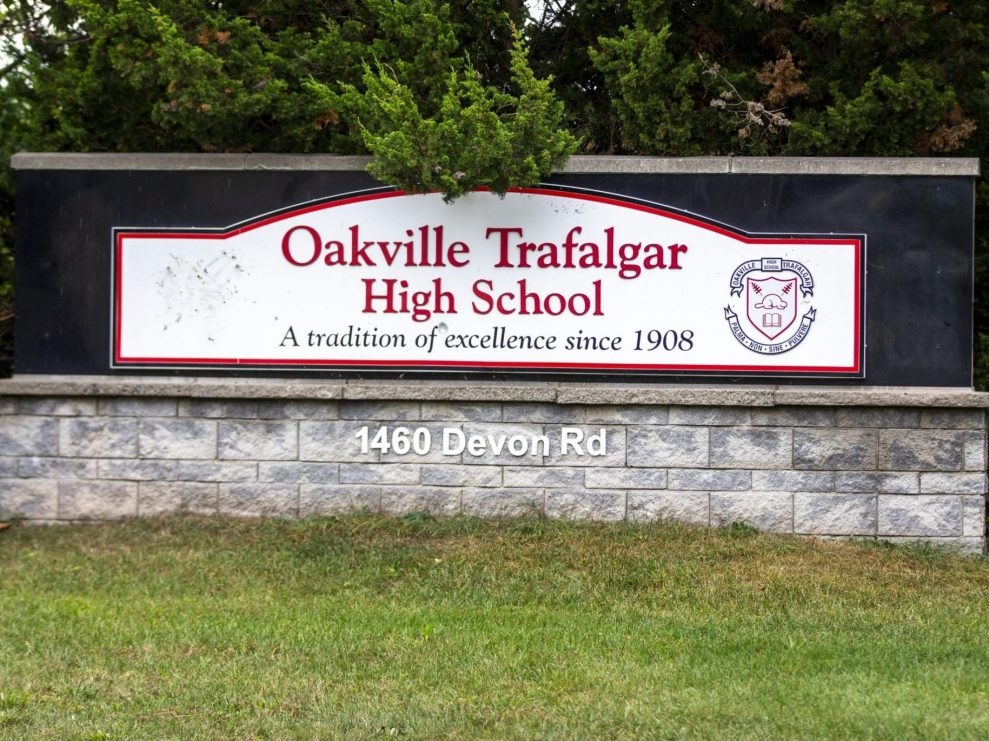 Oakville Trafalgar
High School
A tradition of excellence since 1908
OAKVILLE HIGH SCHOOL TRAFALGAR
PALMA · NON · SINE · PULVERE
1460 Devon Rd